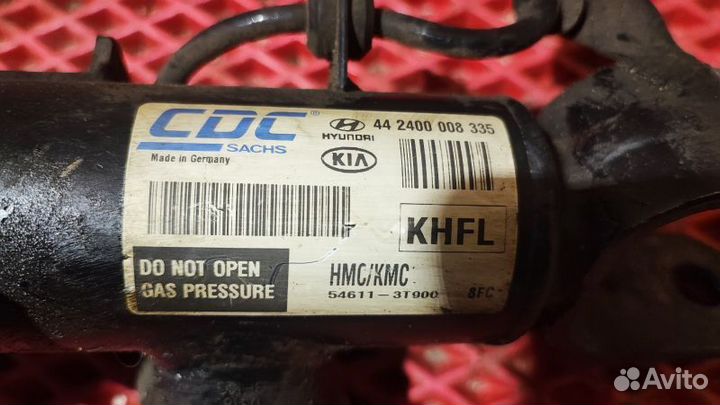 CDC
SACHS
Made in Germany
HYUNDAI
44 2400 008 335
KIA
F
KHFL
DO NOT OPEN
GAS PRESSURE
HMC/KMC
54611-3T900 8FC
Avito